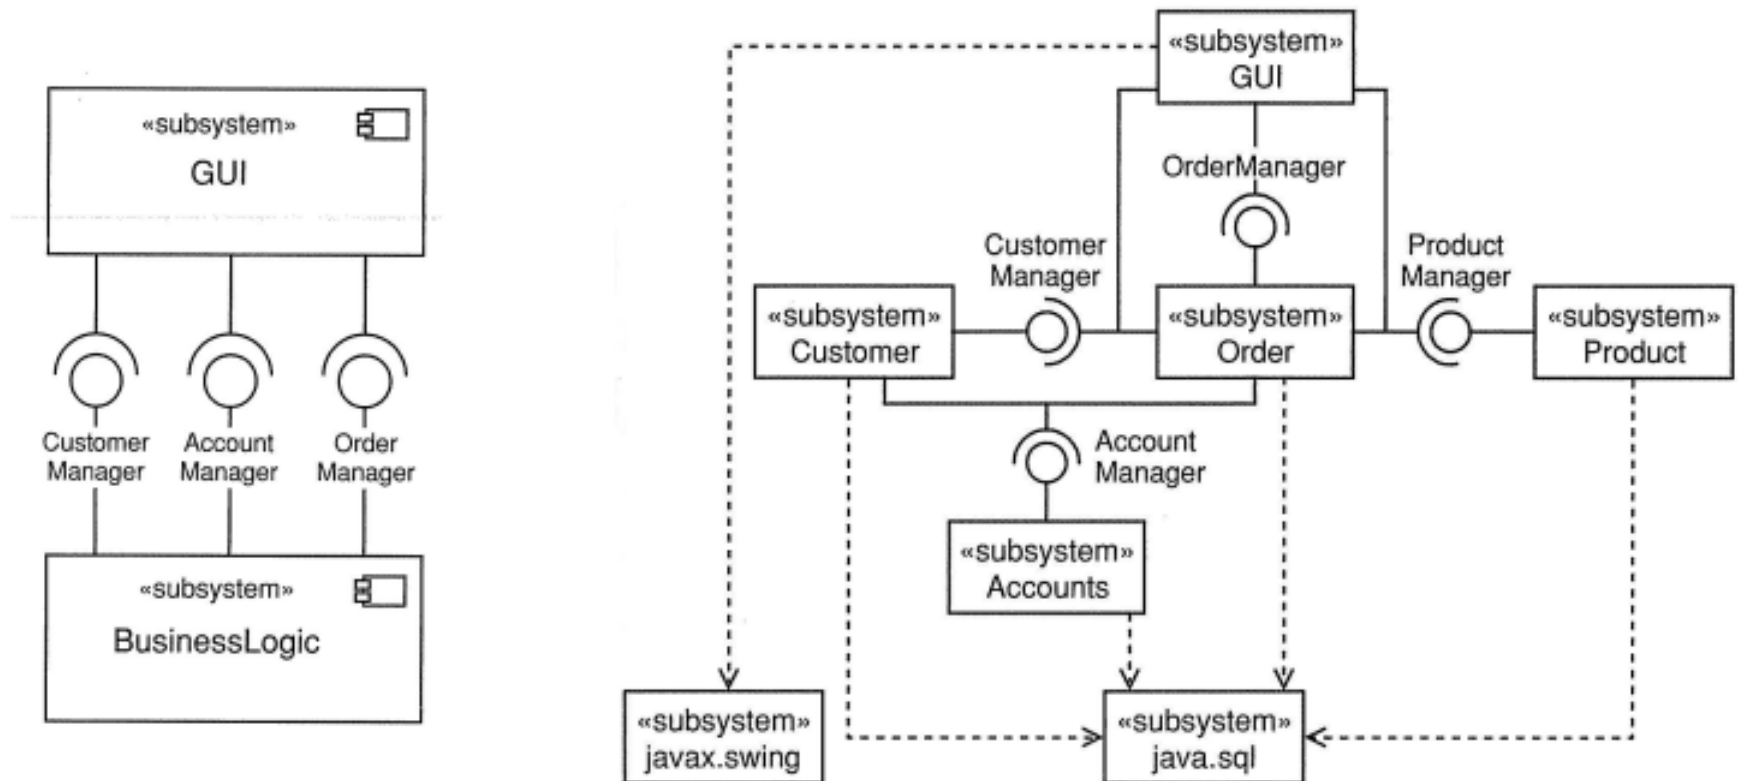 «subsystem»
GUI
Customer
Manager
Account
Manager
Order
Manager
«subsystem»
BusinessLogic
«subsystem»
GUI
OrderManager
Customer
Manager
Product
Manager
«subsystem»
Customer
«subsystem»
Order
«subsystem»
Product
Account
Manager
«subsystem»
Accounts
«subsystem»
javax.swing
«subsystem»
java.sql